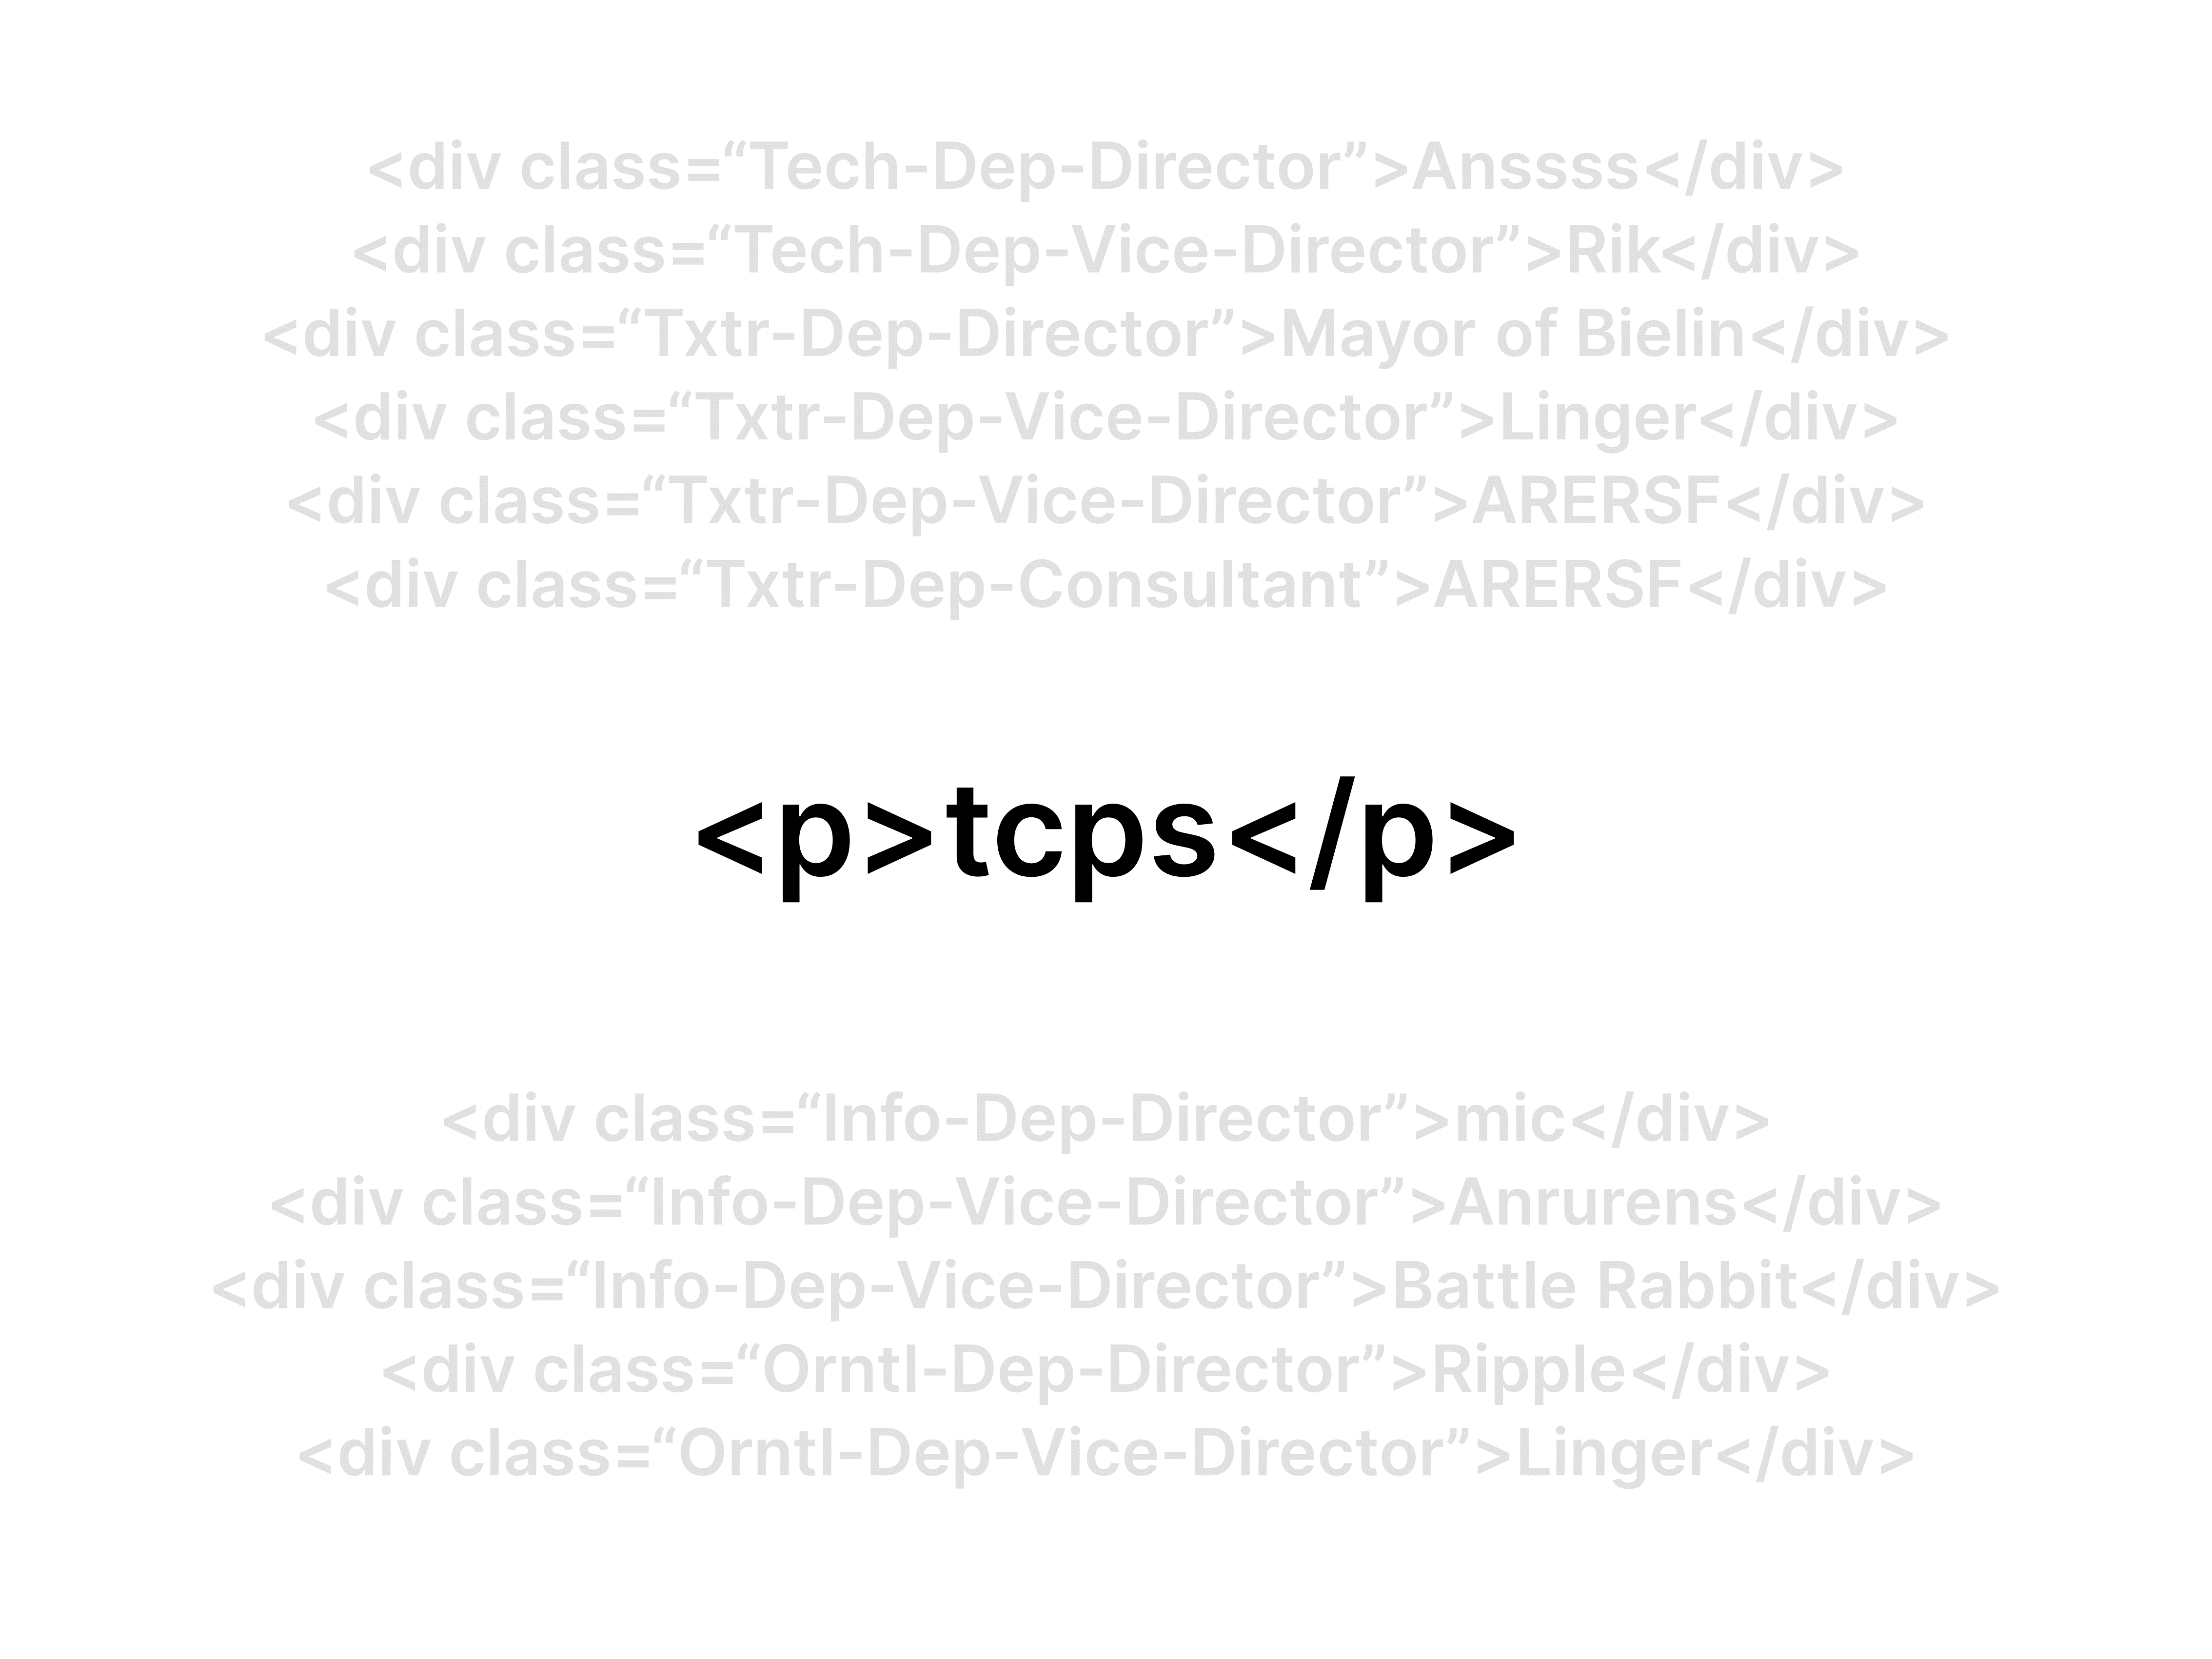 <div class=“Tech-Dep-Director”>Anssss</div>
<div class=“Tech-Dep-Vice-Director”>Rik</div>
<div class=“Txtr-Dep-Director”>Mayor of Bielin</div>
<div class=“Txtr-Dep-Vice-Director”>Linger</div>
<div class=“Txtr-Dep-Vice-Director”>ARERSF</div>
<div class=“Txtr-Dep-Consultant”>ARERSF</div>
<p>tcps</p>
<div class=“Info-Dep-Director”>mic</div>
<div class=“Info-Dep-Vice-Director”>Anrurens</div>
<div class=“Info-Dep-Vice-Director”>Battle Rabbit</div>
<div class=“Orntl-Dep-Director”>Ripple</div>
<div class=“Orntl-Dep-Vice-Director”>Linger</div>